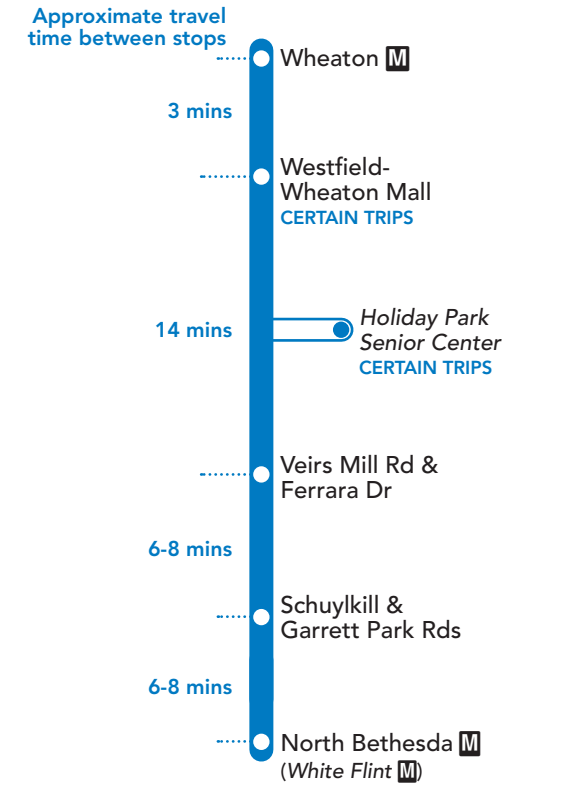 Approximate travel
time between stops
Wheaton M
3 mins
Westfield-
Wheaton Mall
CERTAIN TRIPS
14 mins
Holiday Park
Senior Center
CERTAIN TRIPS
Veirs Mill Rd &
Ferrara Dr
6-8 mins
Schuylkill &
Garrett Park Rds
6-8 mins
North Bethesda M
(White Flint M)